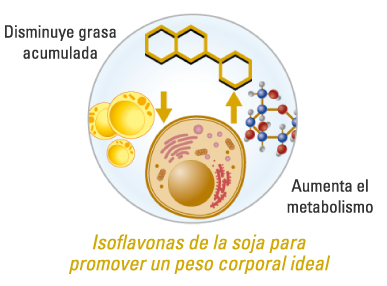 Disminuye grasa
acumulada
Aumenta el
metabolismo
Isoflavonas de la soja para
promover un peso corporal ideal